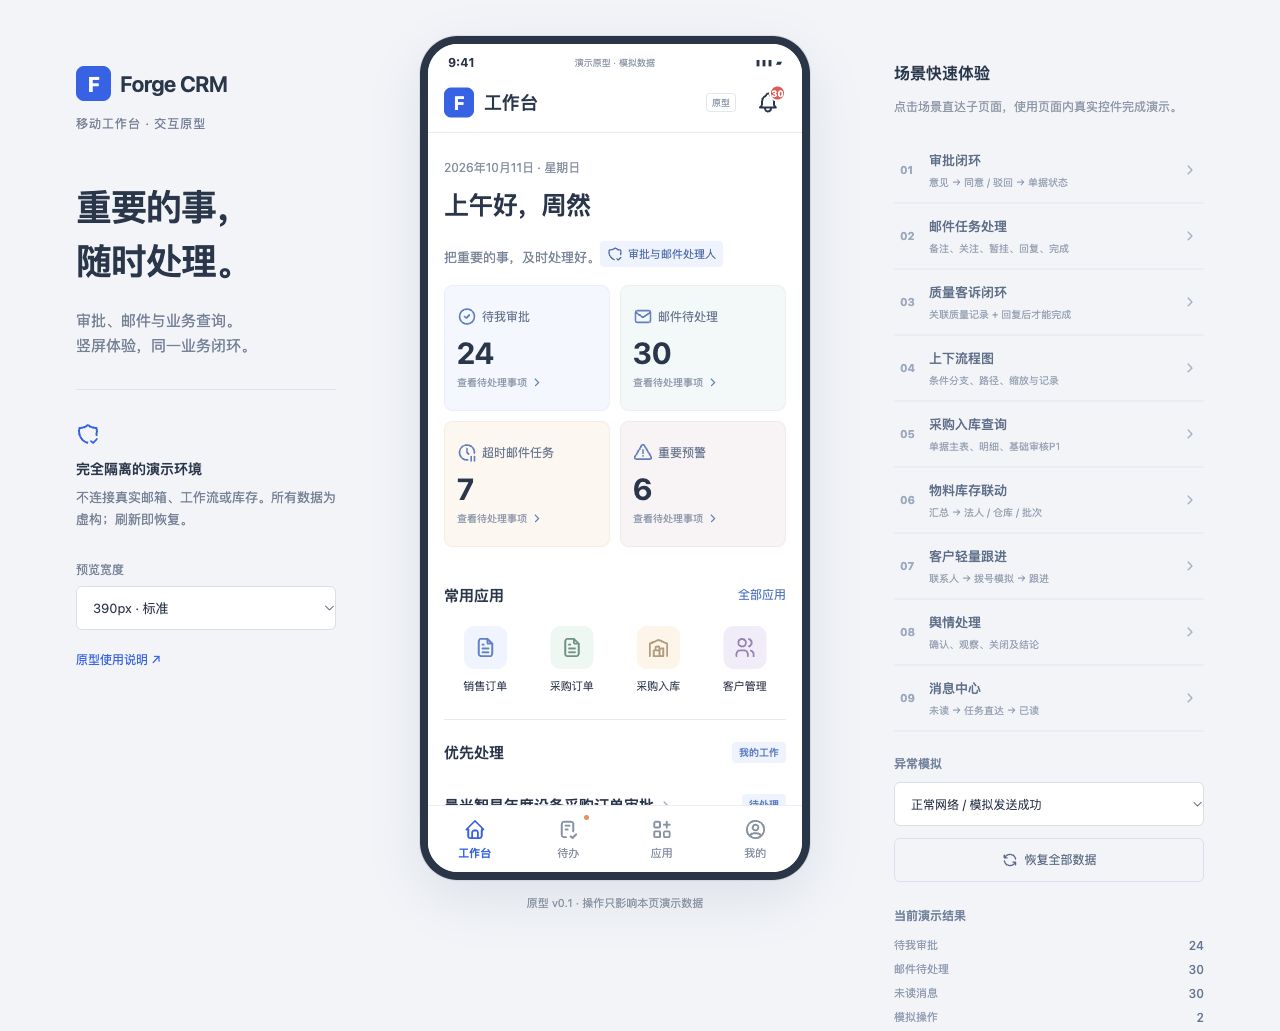 F Forge CRM
移动工作台 · 交互原型
重要的事，
随时处理。
审批、邮件与业务查询。
竖屏体验，同一业务闭环。
完全隔离的演示环境
不连接真实邮箱、工作流或库存。所有数据为
虚构；刷新即恢复。
预览宽度
390px · 标准
原型使用说明 ↗
9:41 演示原型 · 模拟数据
F 工作台 原型 30
2026年10月11日 · 星期日
上午好，周然
把重要的事，及时处理好。 审批与邮件处理人
待我审批
24
查看待处理事项
邮件待处理
30
查看待处理事项
超时邮件任务
7
查看待处理事项
重要预警
6
查看待处理事项
常用应用 全部应用
销售订单 采购订单 采购入库 客户管理
优先处理 我的工作
晨光智显年度设备采购订单审批 待处理
工作台 待办 应用 我的
原型 v0.1 · 操作只影响本页演示数据
场景快速体验
点击场景直达子页面，使用页面内真实控件完成演示。
01 审批闭环
意见 → 同意 / 驳回 → 单据状态
02 邮件任务处理
备注、关注、暂挂、回复、完成
03 质量客诉闭环
关联质量记录 + 回复后才能完成
04 上下流程图
条件分支、路径、缩放与记录
05 采购入库查询
单据主表、明细、基础审核P1
06 物料库存联动
汇总 → 法人 / 仓库 / 批次
07 客户轻量跟进
联系人 → 拨号模拟 → 跟进
08 舆情处理
确认、观察、关闭及结论
09 消息中心
未读 → 任务直达 → 已读
异常模拟
正常网络 / 模拟发送成功
恢复全部数据
当前演示结果
待我审批 24
邮件待处理 30
未读消息 30
模拟操作 2